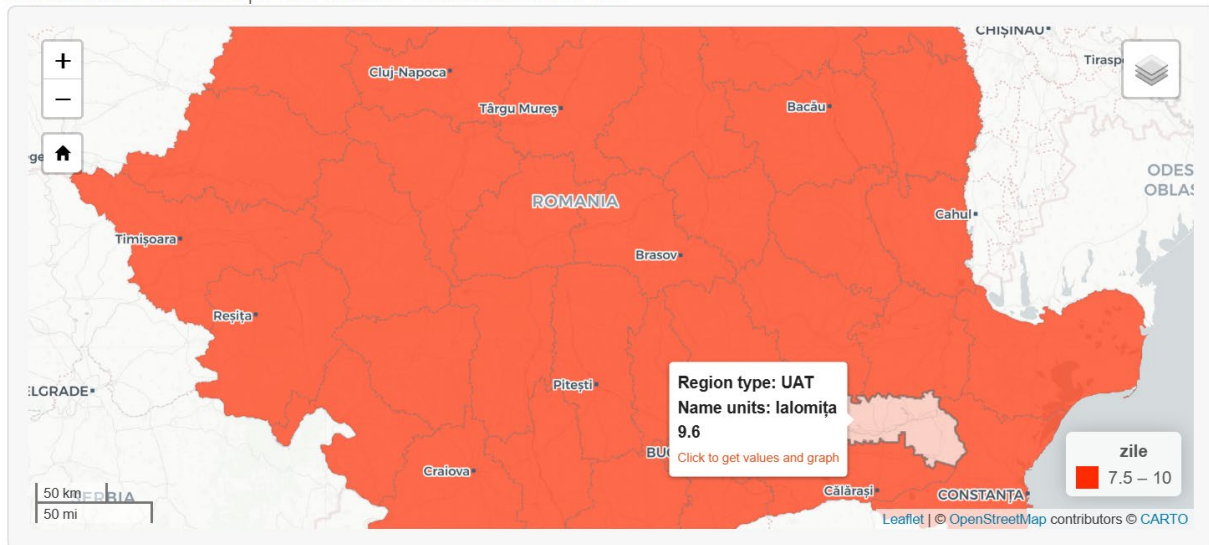 CHIȘINĂU
+
Cluj-Napoca
Tirasp
−
Târgu Mureș
Bacău
ODES
OBLAS
ROMANIA
Cahul
Timișoara
Brasov
Reșița
Region type: UAT
Name units: Ialomița
9.6
Click to get values and graph
ELGRADE
Pitești
BUC
zile
7.5 – 10
Craiova
Călărași
CONSTANȚA
50 km
ERBIA
50 mi
Leaflet | © OpenStreetMap contributors © CARTO